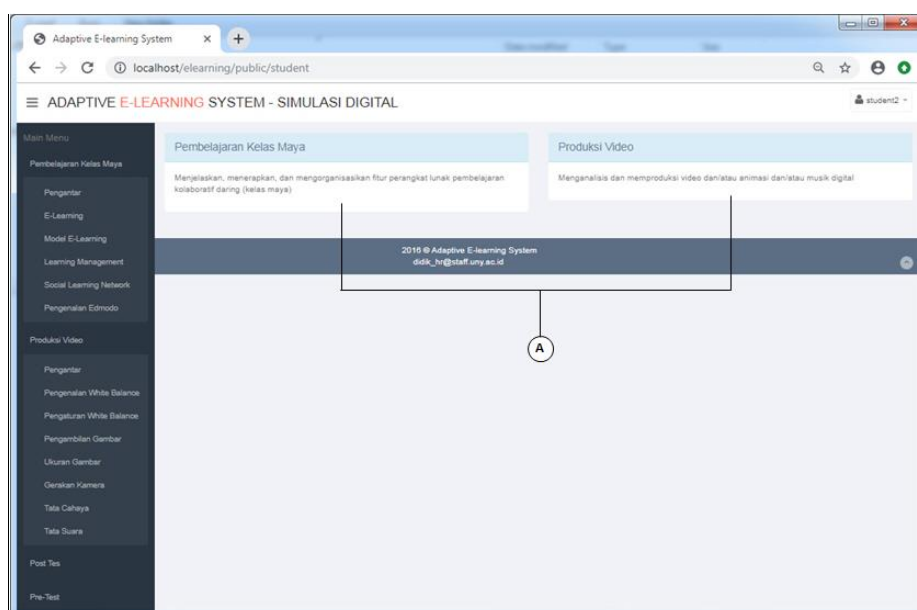 Adaptive E-learning System
localhost/elearning/public/student
ADAPTIVE E-LEARNING SYSTEM - SIMULASI DIGITAL
student2
Main Menu
Pembelajaran Kelas Maya
Pengantar
E-Learning
Model E-Learning
Learning Management
Social Learning Network
Pengenalan Edmodo
Produksi Video
Pengantar
Pengenalan White Balance
Pengaturan White Balance
Pengambilan Gambar
Ukuran Gambar
Gerakan Kamera
Tata Cahaya
Tata Suara
Post Tes
Pre-Test
Pembelajaran Kelas Maya
Menjelaskan, menerapkan, dan mengorganisasikan fitur perangkat lunak pembelajaran
kolaboratif daring (kelas maya)
Produksi Video
Menganalisis dan memproduksi video dan/atau animasi dan/atau musik digital
2016 © Adaptive E-learning System
didik_hr@staff.uny.ac.id
A